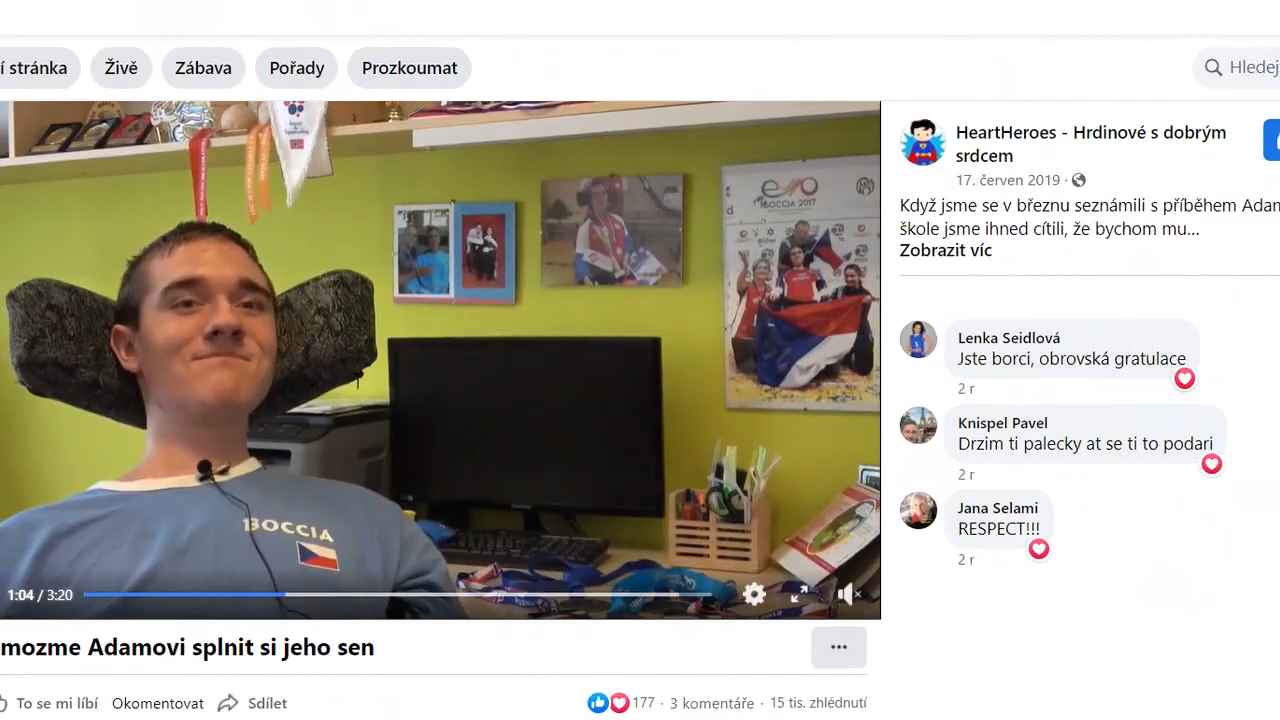 í stránka
Živě
Zábava
Pořady
Prozkoumat
Hledej
BOCCIA 2017
BOCCIA
1:04 / 3:20
mozme Adamovi splnit si jeho sen
To se mi líbí
Okomentovat
Sdílet
177 · 3 komentáře · 15 tis. zhlédnutí
HeartHeroes - Hrdinové s dobrým
srdcem
17. červen 2019 ·
Když jsme se v březnu seznámili s příběhem Adam
škole jsme ihned cítili, že bychom mu...
Zobrazit víc
Lenka Seidlová
Jste borci, obrovská gratulace
2 r
Knispel Pavel
Drzim ti palecky at se ti to podari
2 r
Jana Selami
RESPECT!!!
2 r